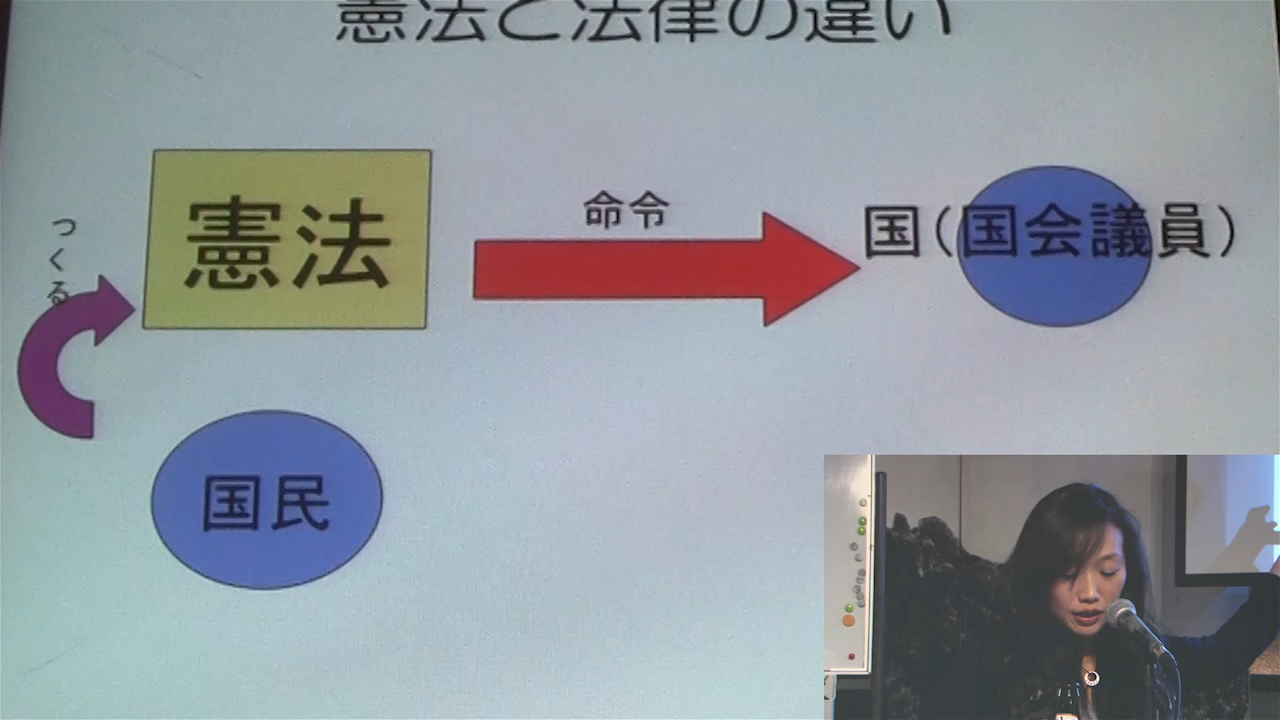 憲法と法律の違い
つくる
憲法
命令
国（国会議員）
国民